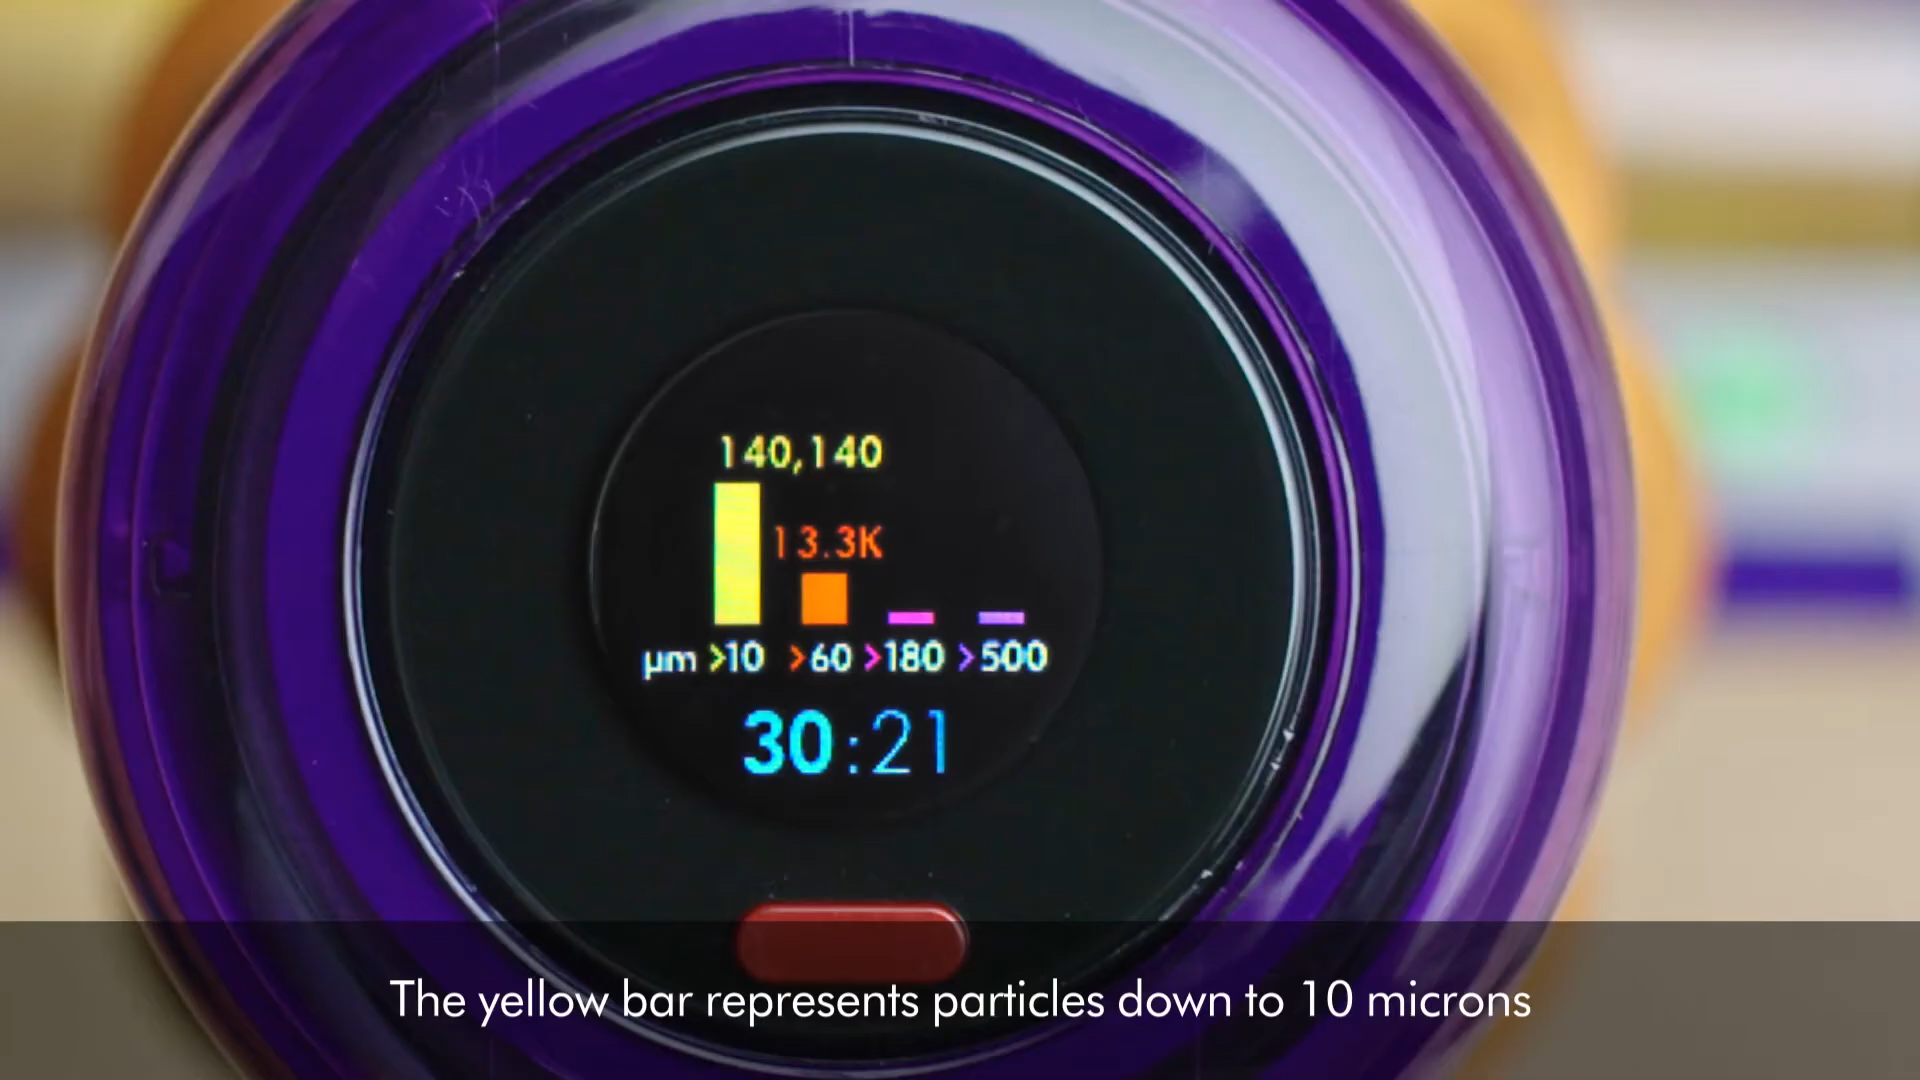 140,140
13.3K
µm >10 >60 >180 >500
30:21
The yellow bar represents particles down to 10 microns